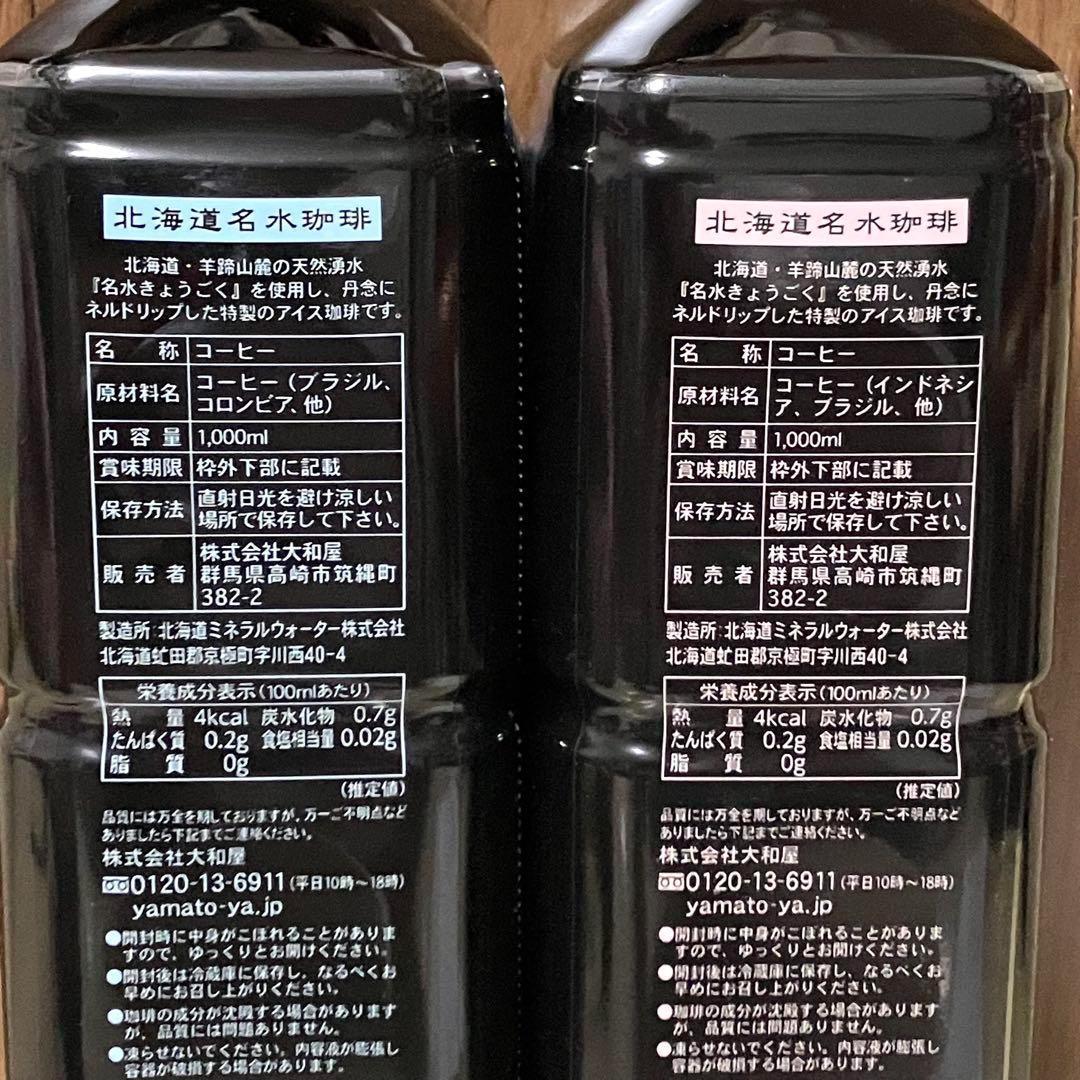 北海道名水珈琲
北海道・羊蹄山麓の天然湧水
『名水きょうごく』を使用し、丹念に
ネルドリップした特製のアイス珈琲です。
名称 コーヒー
原材料名 コーヒー（ブラジル、
コロンビア、他）
内容量 1,000ml
賞味期限 枠外下部に記載
保存方法 直射日光を避け涼しい
場所で保存して下さい。
販売者 株式会社大和屋
群馬県高崎市筑縄町
382-2
製造所：北海道ミネラルウォーター株式会社
北海道虻田郡京極町字川西40-4
栄養成分表示（100mlあたり）
熱量 4kcal 炭水化物 0.7g
たんぱく質 0.2g 食塩相当量 0.02g
脂質 0g
（推定値）
品質には万全を期しておりますが、万一ご不明点など
ありましたら下記までご連絡ください。
株式会社大和屋
0120-13-6911（平日10時〜18時）
yamato-ya.jp
●開封時に中身がこぼれることがありま
すので、ゆっくりとお開けください。
●開封後は冷蔵庫に保存し、なるべくお
早めにお召し上がりください。
●珈琲の成分が沈殿する場合があります
が、品質には問題ありません。
●凍らせないでください。内容液が膨張し
容器が破損する場合があります。
北海道名水珈琲
北海道・羊蹄山麓の天然湧水
『名水きょうごく』を使用し、丹念に
ネルドリップした特製のアイス珈琲です。
名称 コーヒー
原材料名 コーヒー（インドネシ
ア、ブラジル、他）
内容量 1,000ml
賞味期限 枠外下部に記載
保存方法 直射日光を避け涼しい
場所で保存して下さい。
販売者 株式会社大和屋
群馬県高崎市筑縄町
382-2
製造所：北海道ミネラルウォーター株式会社
北海道虻田郡京極町字川西40-4
栄養成分表示（100mlあたり）
熱量 4kcal 炭水化物 0.7g
たんぱく質 0.2g 食塩相当量 0.02g
脂質 0g
（推定値）
品質には万全を期しておりますが、万一ご不明点など
ありましたら下記までご連絡ください。
株式会社大和屋
0120-13-6911（平日10時〜18時）
yamato-ya.jp
●開封時に中身がこぼれることがありま
すので、ゆっくりとお開けください。
●開封後は冷蔵庫に保存し、なるべくお
早めにお召し上がりください。
●珈琲の成分が沈殿する場合があります
が、品質には問題ありません。
●凍らせないでください。内容液が膨張し
容器が破損する場合があります。